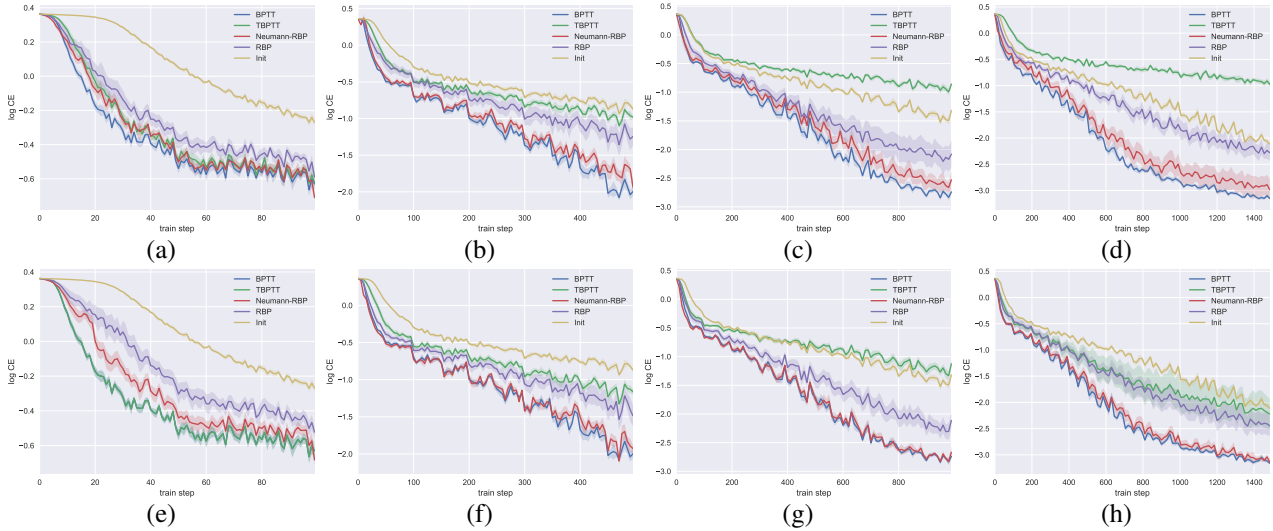 0.4
0.2
0.0
−0.2
−0.4
−0.6
log CE
0
20
40
60
80
train step
BPTT
TBPTT
Neumann-RBP
RBP
Init
(a)
0.0
−0.5
−1.0
−1.5
−2.0
log CE
0
100
200
300
400
train step
BPTT
TBPTT
Neumann-RBP
RBP
Init
(b)
0.5
0.0
−0.5
−1.0
−1.5
−2.0
−2.5
−3.0
log CE
0
200
400
600
800
train step
BPTT
TBPTT
Neumann-RBP
RBP
Init
(c)
0.5
0.0
−0.5
−1.0
−1.5
−2.0
−2.5
−3.0
log CE
0
200
400
600
800
1000
1200
1400
train step
BPTT
TBPTT
Neumann-RBP
RBP
Init
(d)
0.4
0.2
0.0
−0.2
−0.4
−0.6
log CE
0
20
40
60
80
train step
BPTT
TBPTT
Neumann-RBP
RBP
Init
(e)
0.0
−0.5
−1.0
−1.5
−2.0
log CE
0
100
200
300
400
train step
BPTT
TBPTT
Neumann-RBP
RBP
Init
(f)
0.5
0.0
−0.5
−1.0
−1.5
−2.0
−2.5
−3.0
log CE
0
200
400
600
800
train step
BPTT
TBPTT
Neumann-RBP
RBP
Init
(g)
0.5
0.0
−0.5
−1.0
−1.5
−2.0
−2.5
−3.0
log CE
0
200
400
600
800
1000
1200
1400
train step
BPTT
TBPTT
Neumann-RBP
RBP
Init
(h)